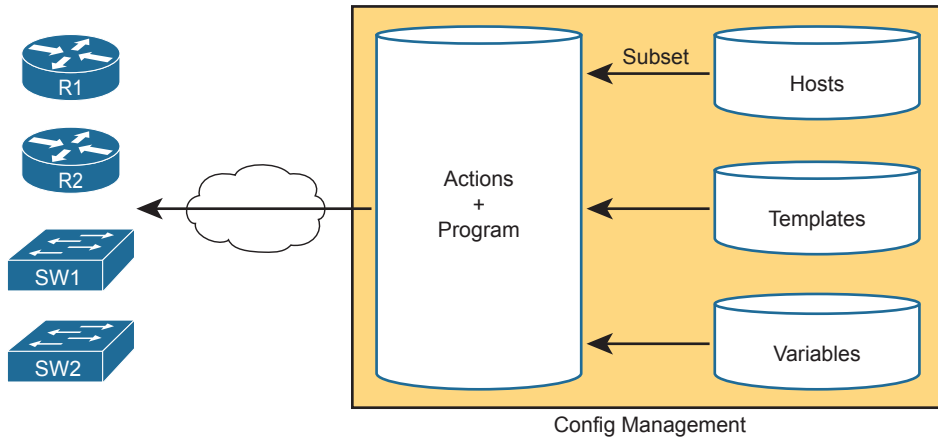 R1
R2
SW1
SW2
Actions
+
Program
Subset
Hosts
Templates
Variables
Config Management